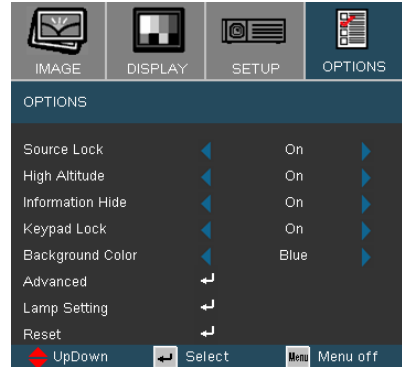 IMAGE DISPLAY SETUP OPTIONS
OPTIONS
Source Lock On
High Altitude On
Information Hide On
Keypad Lock On
Background Color Blue
Advanced
Lamp Setting
Reset
UpDown Select Menu Menu off